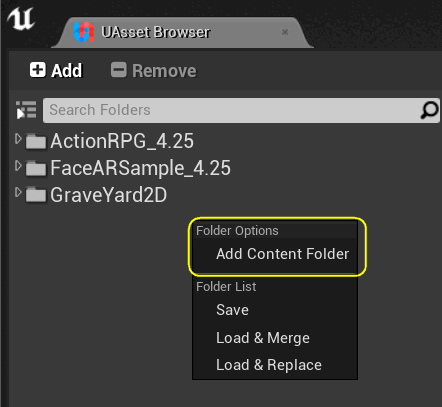 UAsset Browser
Add
Remove
Search Folders
ActionRPG_4.25
FaceARSample_4.25
GraveYard2D
Folder Options
Add Content Folder
Folder List
Save
Load & Merge
Load & Replace